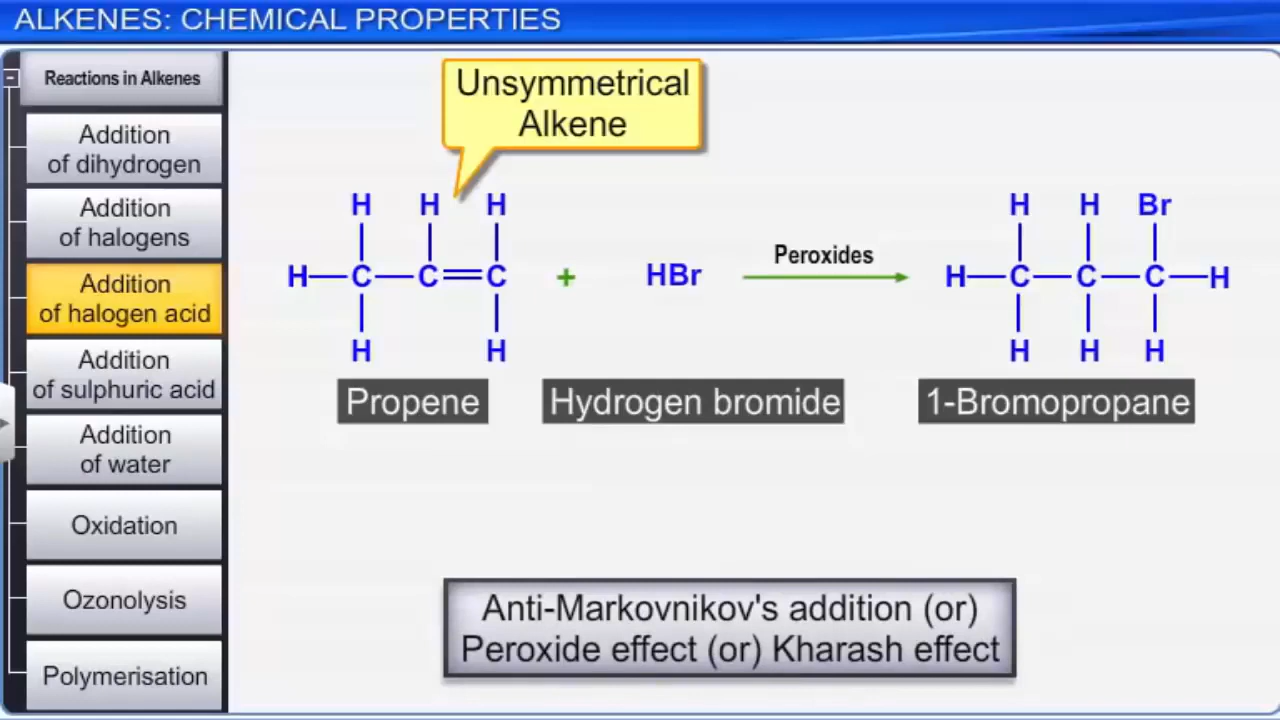 ALKENES: CHEMICAL PROPERTIES
Reactions in Alkenes
Addition
of dihydrogen
Addition
of halogens
Addition
of halogen acid
Addition
of sulphuric acid
Addition
of water
Oxidation
Ozonolysis
Polymerisation
Unsymmetrical
Alkene
H H H
H C C C + HBr
H H
Propene
Hydrogen bromide
Peroxides
H H Br
H C C C H
H H H
1-Bromopropane
Anti-Markovnikov's addition (or)
Peroxide effect (or) Kharash effect